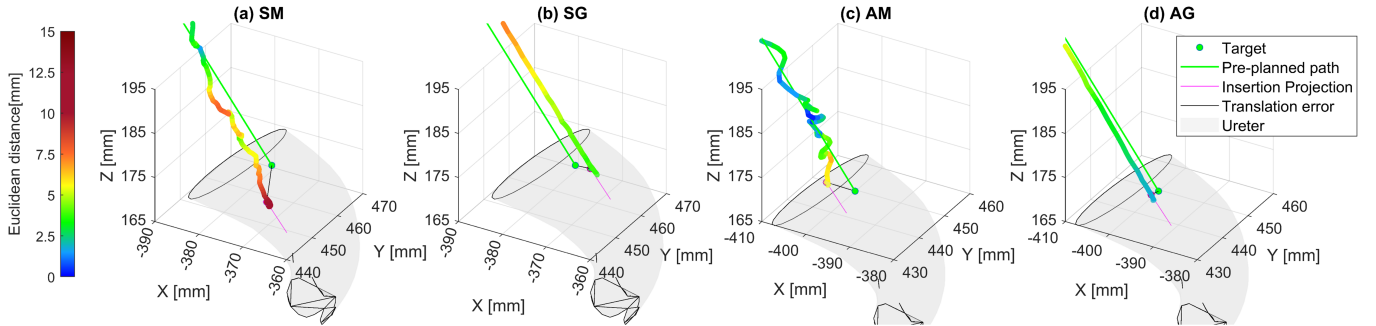 (a) SM
(b) SG
(c) AM
(d) AG
Euclidean distance[mm]
15
12.5
10
7.5
5
2.5
0
Z [mm]
195
185
175
165
-390
-380
-370
-360
X [mm]
440
450
460
470
Y [mm]
Z [mm]
195
185
175
165
-390
-380
-370
-360
X [mm]
440
450
460
470
Y [mm]
Z [mm]
195
185
175
165
-410
-400
-390
-380
X [mm]
430
440
450
460
Y [mm]
Z [mm]
195
185
175
165
-410
-400
-390
-380
X [mm]
430
440
450
460
Y [mm]
Target
Pre-planned path
Insertion Projection
Translation error
Ureter